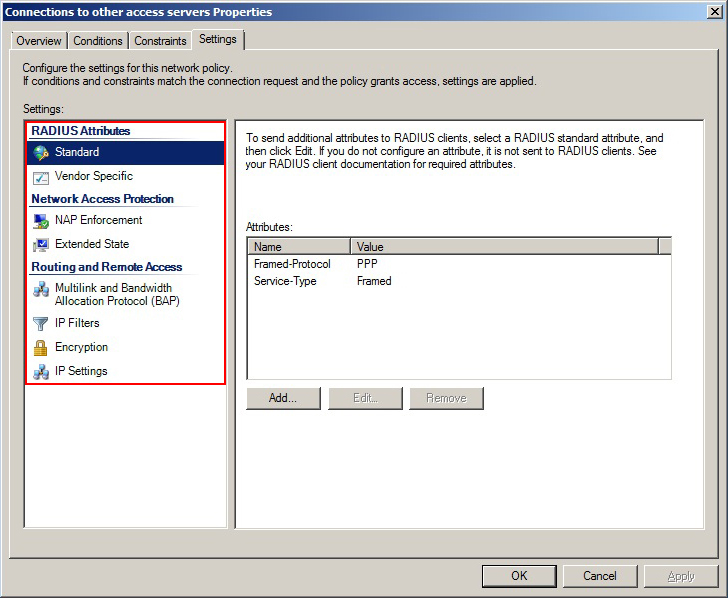 Connections to other access servers Properties
Overview
Conditions
Constraints
Settings
Configure the settings for this network policy.
If conditions and constraints match the connection request and the policy grants access, settings are applied.
Settings:
RADIUS Attributes
Standard
Vendor Specific
Network Access Protection
NAP Enforcement
Extended State
Routing and Remote Access
Multilink and Bandwidth
Allocation Protocol (BAP)
IP Filters
Encryption
IP Settings
To send additional attributes to RADIUS clients, select a RADIUS standard attribute, and
then click Edit. If you do not configure an attribute, it is not sent to RADIUS clients. See
your RADIUS client documentation for required attributes.
Attributes:
Name Value
Framed-Protocol PPP
Service-Type Framed
Add... Edit... Remove
OK Cancel Apply